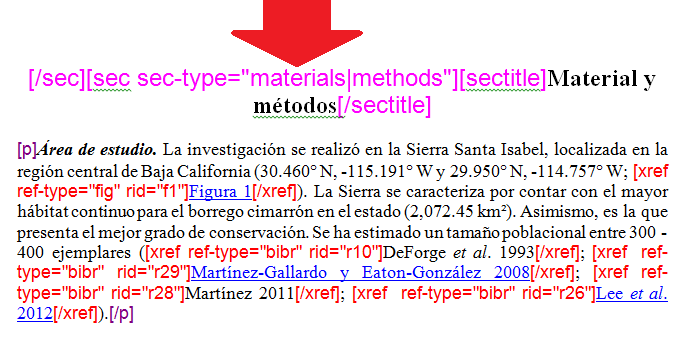 [/sec][sec sec-type="materials|methods"][sectitle]Material y
métodos[/sectitle]
[p]Área de estudio. La investigación se realizó en la Sierra Santa Isabel, localizada en la
región central de Baja California (30.460° N, -115.191° W y 29.950° N, -114.757° W; [xref
ref-type="fig" rid="f1"]Figura 1[/xref]). La Sierra se caracteriza por contar con el mayor
hábitat continuo para el borrego cimarrón en el estado (2,072.45 km²). Asimismo, es la que
presenta el mejor grado de conservación. Se ha estimado un tamaño poblacional entre 300 -
400 ejemplares ([xref ref-type="bibr" rid="r10"]DeForge et al. 1993[/xref]; [xref ref-
type="bibr" rid="r29"]Martínez-Gallardo y Eaton-González 2008[/xref]; [xref ref-
type="bibr" rid="r28"]Martínez 2011[/xref]; [xref ref-type="bibr" rid="r26"]Lee et al.
2012[/xref]).[/p]